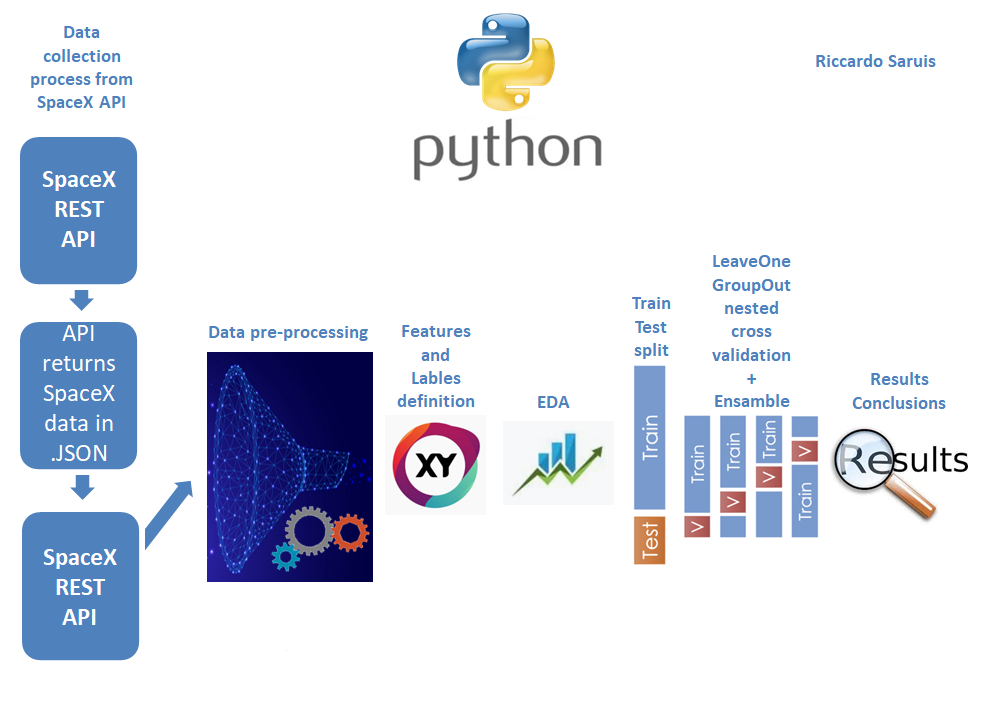 Data
collection
process from
SpaceX API
python
Riccardo Saruis
SpaceX
REST
API
API
returns
SpaceX
data in
.JSON
SpaceX
REST
API
Data pre-processing
Features
and
Lables
definition
XY
EDA
Train
Test
split
Train
Test
LeaveOne
GroupOut
nested
cross
validation
+
Ensamble
Train
V
Train
V
Train
V
V
Train
Results
Conclusions
Results